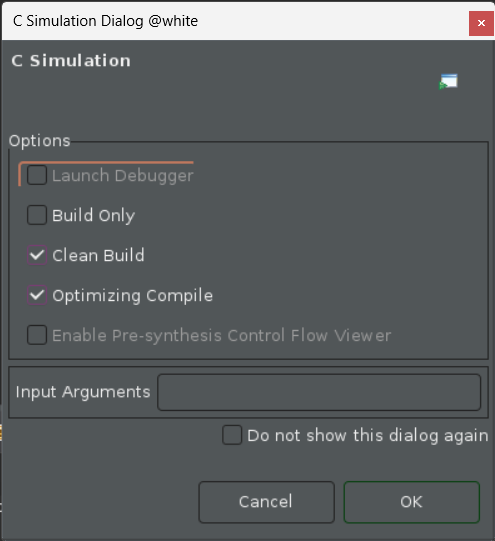 C Simulation Dialog @white
C Simulation
Options
Launch Debugger
Build Only
Clean Build
Optimizing Compile
Enable Pre-synthesis Control Flow Viewer
Input Arguments
Do not show this dialog again
Cancel OK